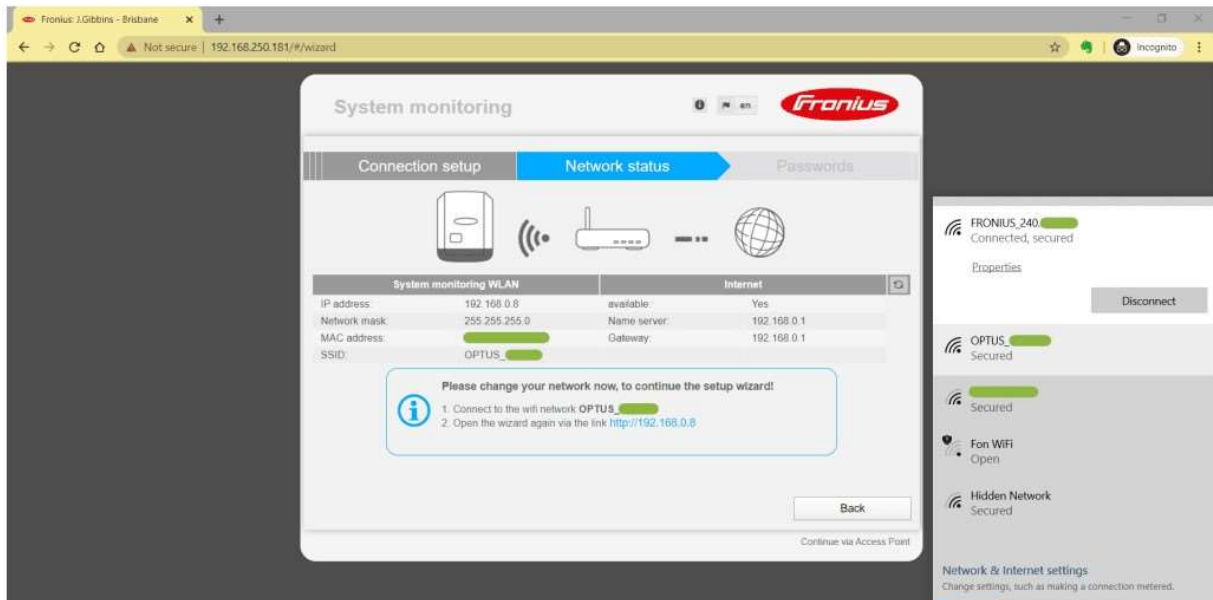 Fronius: J.Gibbins - Brisbane
Not secure | 192.168.250.181/#/wizard
Incognito
System monitoring
en
Fronius
Connection setup
Network status
Passwords
System monitoring WLAN
Internet
IP address: 192.168.0.8 available: Yes
Network mask: 255.255.255.0 Name server: 192.168.0.1
MAC address: Gateway: 192.168.0.1
SSID: OPTUS_
Please change your network now, to continue the setup wizard!
1. Connect to the wifi network OPTUS_
2. Open the wizard again via the link http://192.168.0.8
Back
Continue via Access Point
FRONIUS_240.
Connected, secured
Properties
Disconnect
OPTUS_
Secured
Secured
Fon WiFi
Open
Hidden Network
Secured
Network & Internet settings
Change settings, such as making a connection metered.